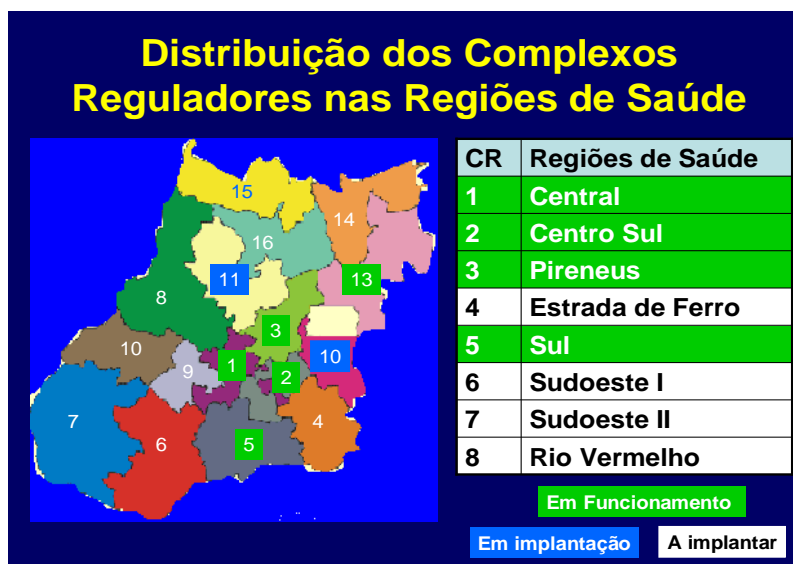 Distribuição dos Complexos
Reguladores nas Regiões de Saúde
15
14
16
11
13
8
3
10
1
10
9
2
7
6
5
4
CR Regiões de Saúde
1 Central
2 Centro Sul
3 Pireneus
4 Estrada de Ferro
5 Sul
6 Sudoeste I
7 Sudoeste II
8 Rio Vermelho
Em Funcionamento
Em implantação
A implantar